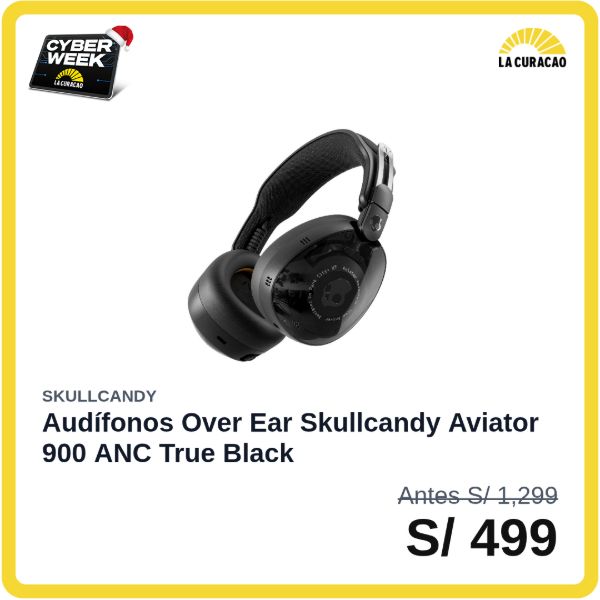 CYBER
WEEK
LA CURACAO
LA CURACAO
SKULLCANDY
Audífonos Over Ear Skullcandy Aviator
900 ANC True Black
Antes S/ 1,299
S/ 499